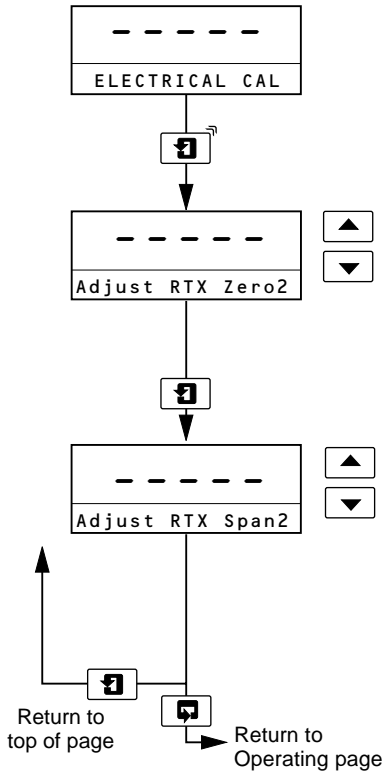 – – – – –
ELECTRICAL CAL
– – – – –
Adjust RTX Zero2
– – – – –
Adjust RTX Span2
Return to
top of page
Return to
Operating page